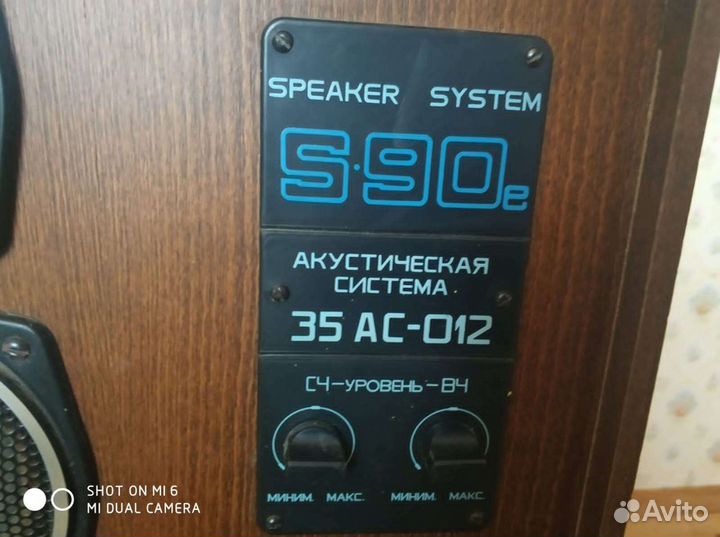 SPEAKER SYSTEM
S·90e
АКУСТИЧЕСКАЯ
СИСТЕМА
35 АС-012
СЧ-УРОВЕНЬ-ВЧ
МИНИМ. МАКС. МИНИМ. МАКС.
SHOT ON MI 6
MI DUAL CAMERA
Avito